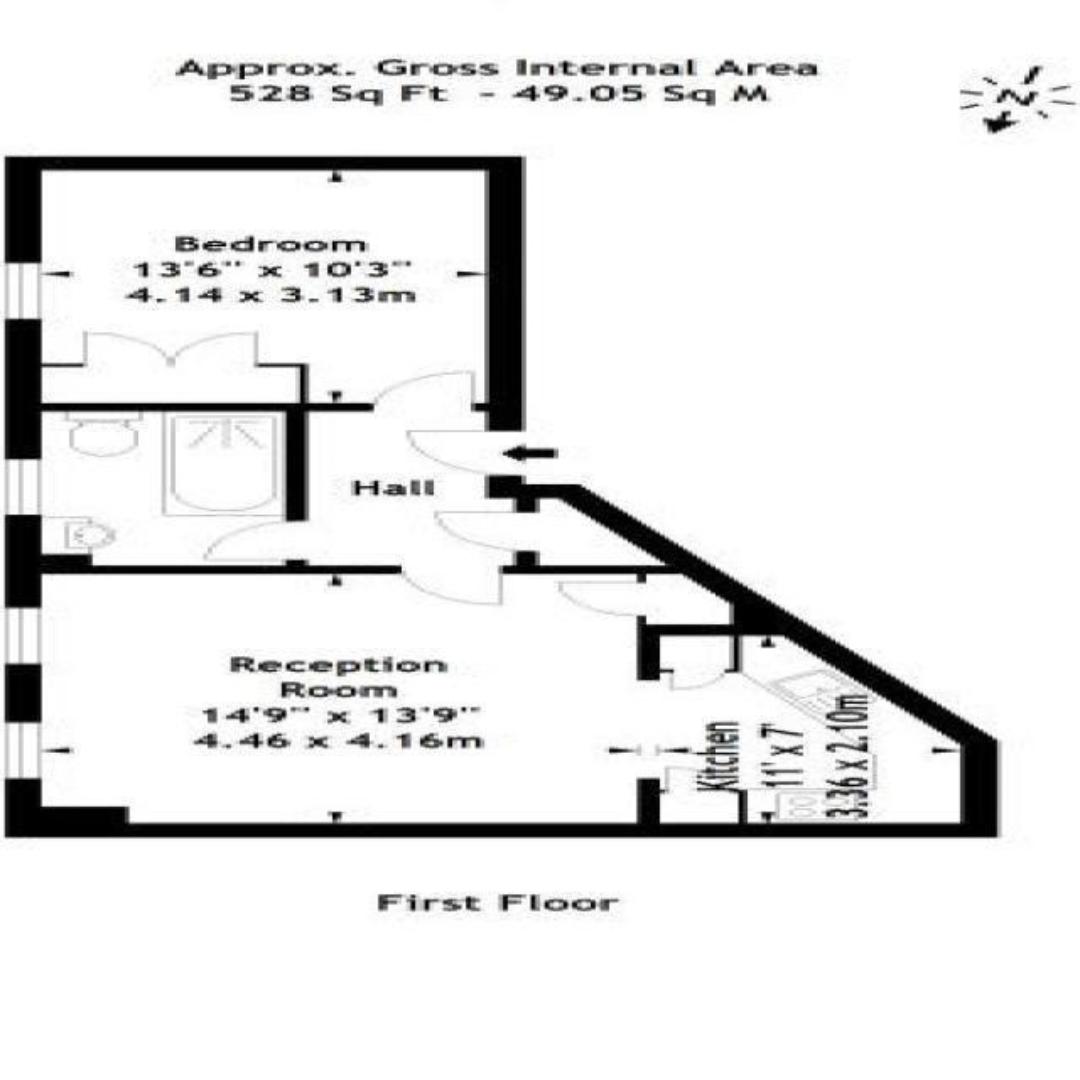 Approx. Gross Internal Area
528 Sq Ft - 49.05 Sq M
N
Bedroom
13'6" x 10'3"
4.14 x 3.13m
Hall
Reception
Room
14'9" x 13'9"
4.46 x 4.16m
Kitchen
11' x 7'
3.36 x 2.10m
First Floor